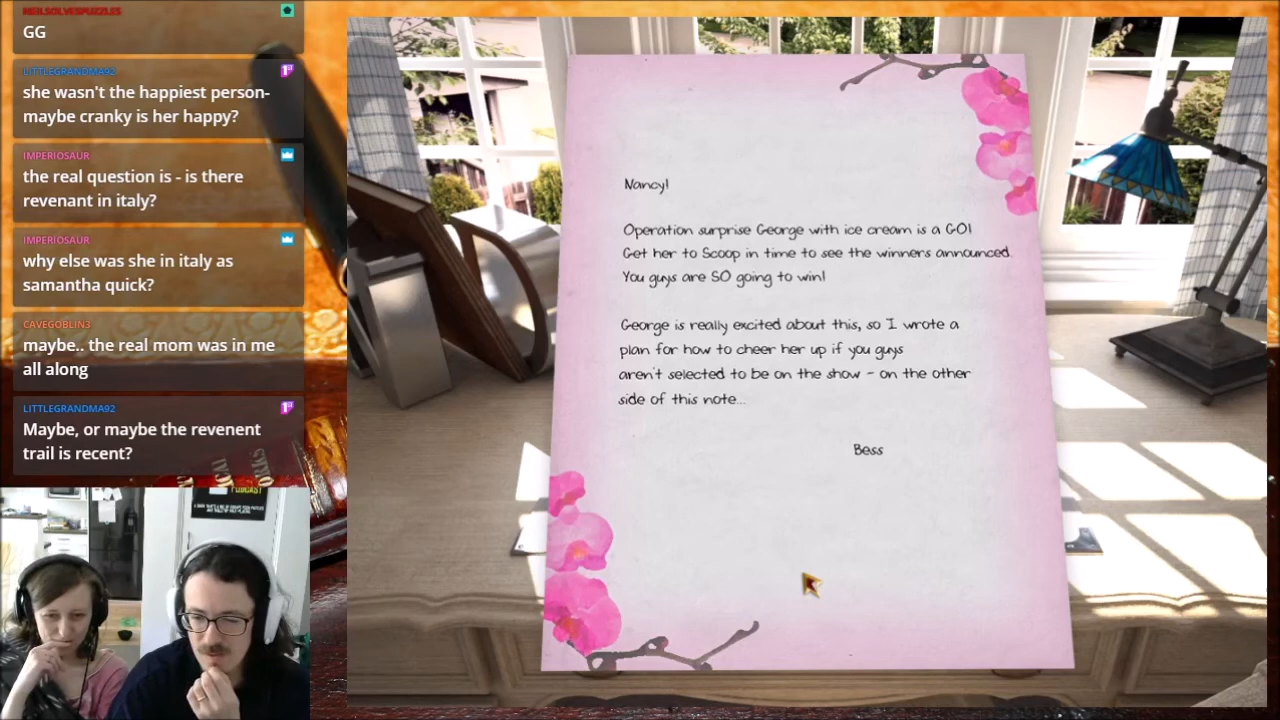 NEILSOLVESPUZZLES
GG
LITTLEGRANDMA92
she wasn't the happiest person-
maybe cranky is her happy?
IMPERIOSAUR
the real question is - is there
revenant in italy?
IMPERIOSAUR
why else was she in italy as
samantha quick?
CAVEGOBLIN3
maybe.. the real mom was in me
all along
LITTLEGRANDMA92
Maybe, or maybe the revenent
trail is recent?
PODCAST
Nancy!
Operation surprise George with ice cream is a GO!
Get her to Scoop in time to see the winners announced.
You guys are SO going to win!
George is really excited about this, so I wrote a
plan for how to cheer her up if you guys
aren't selected to be on the show - on the other
side of this note...
Bess